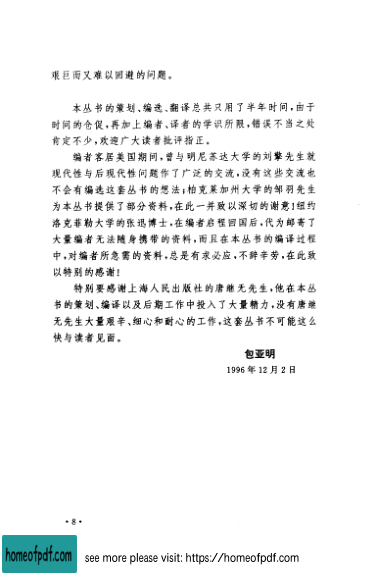 艰巨而又难以回避的问题。
本丛书的策划、编选、翻译总共只用了半年时间，由于
时间的仓促，再加上编者、译者的学识所限，错误不当之处
肯定不少，欢迎广大读者批评指正。
编者客居美国期间，曾与明尼苏达大学的刘擎先生就
现代性与后现代性问题作了广泛的交流，没有这些交流也
不会有编选这套丛书的想法；柏克莱加州大学的邹羽先生
为本丛书提供了部分资料，在此一并致以深切的谢意！纽约
洛克菲勒大学的张迅博士，在编者启程回国后，代为邮寄了
大量编者无法随身携带的资料，而且在本丛书的编译过程
中，对编者所急需的资料，总是有求必应，不辞辛劳，在此致
以特别的感谢！
特别要感谢上海人民出版社的唐继无先生，他在本丛
书的策划、编译以及后期工作中投入了大量精力，没有唐继
无先生大量艰辛、细心和耐心的工作，这套丛书不可能这么
快与读者见面。
包亚明
1996年12月2日
·8·
homeofpdf.com
see more please visit: https://homeofpdf.com